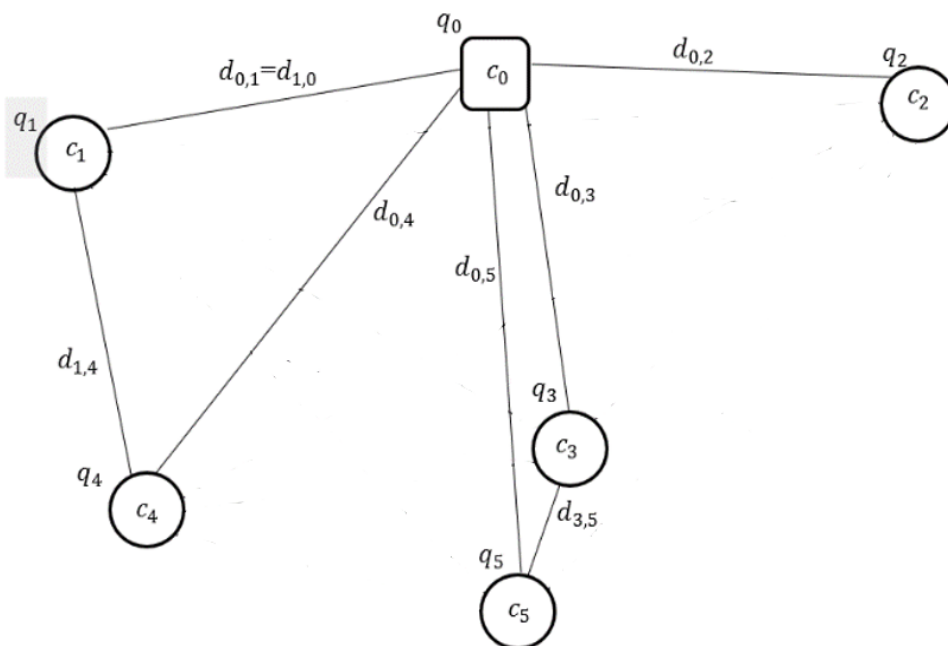 q₀
c₀
d₀,₁=d₁,₀
d₀,₂
q₂
c₂
q₁
c₁
d₀,₃
d₀,₄
d₀,₅
d₁,₄
q₃
c₃
q₄
c₄
d₃,₅
q₅
c₅